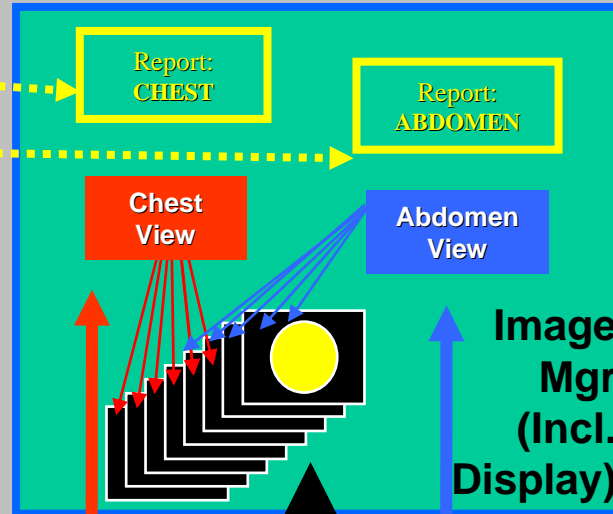 Report:
CHEST
Report:
ABDOMEN
Chest
View
Abdomen
View
Image
Mgr
(Incl.
Display)